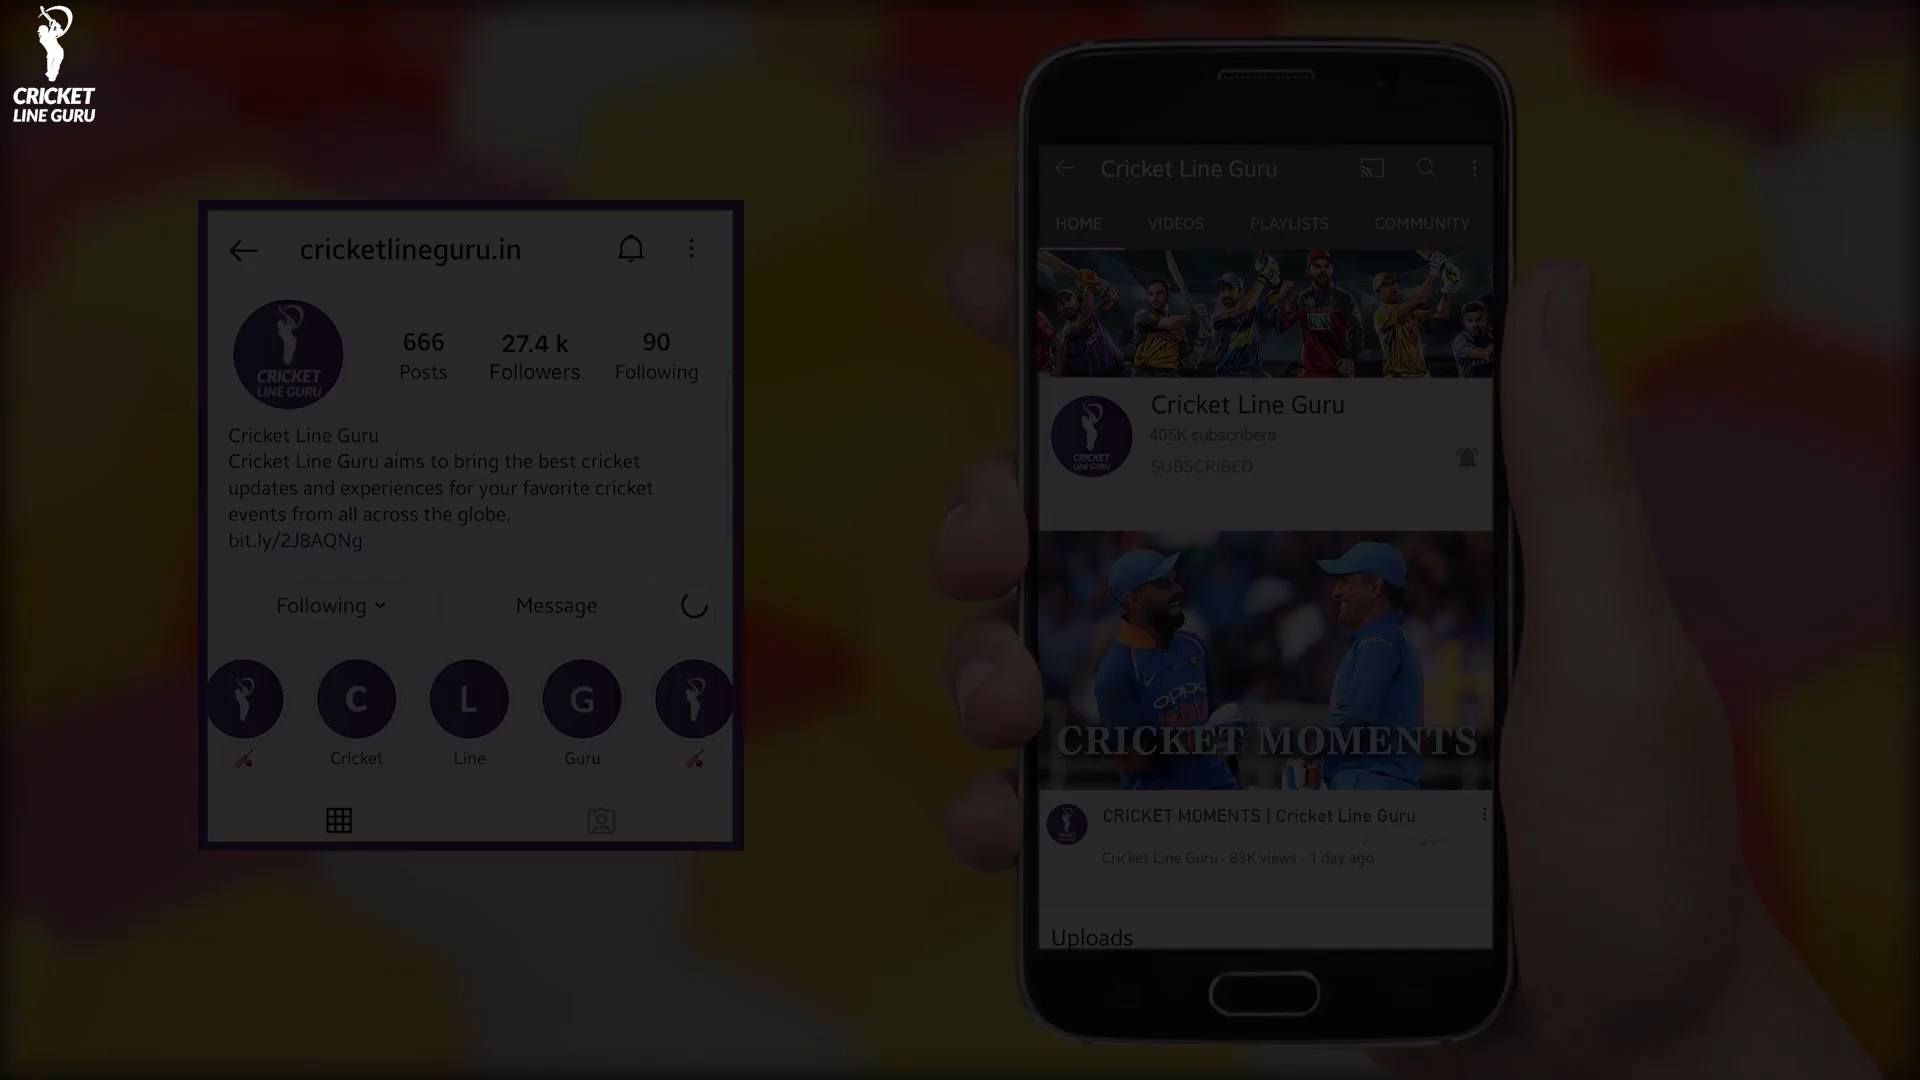 CRICKET
LINE GURU
cricketlineguru.in
666
Posts
27.4 k
Followers
90
Following
CRICKET
LINE GURU
Cricket Line Guru
Cricket Line Guru aims to bring the best cricket
updates and experiences for your favorite cricket
events from all across the globe.
bit.ly/2J8AQNg
Following
Message
C
L
G
Cricket
Line
Guru
Cricket Line Guru
HOME
VIDEOS
PLAYLISTS
COMMUNITY
Cricket Line Guru
405K subscribers
SUBSCRIBED
CRICKET
LINE GURU
oppo
CRICKET MOMENTS
CRICKET MOMENTS | Cricket Line Guru
Cricket Line Guru · 83K views · 1 day ago
Uploads